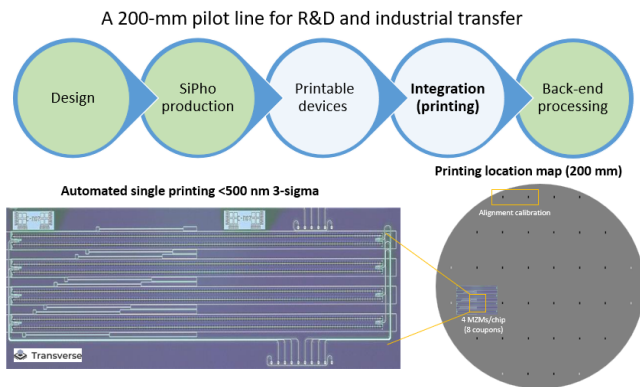 A 200-mm pilot line for R&D and industrial transfer
Design
SiPho
production
Printable
devices
Integration
(printing)
Back-end
processing
Automated single printing <500 nm 3-sigma
Printing location map (200 mm)
Alignment calibration
4 MZMs/chip
(8 coupons)
Transverse